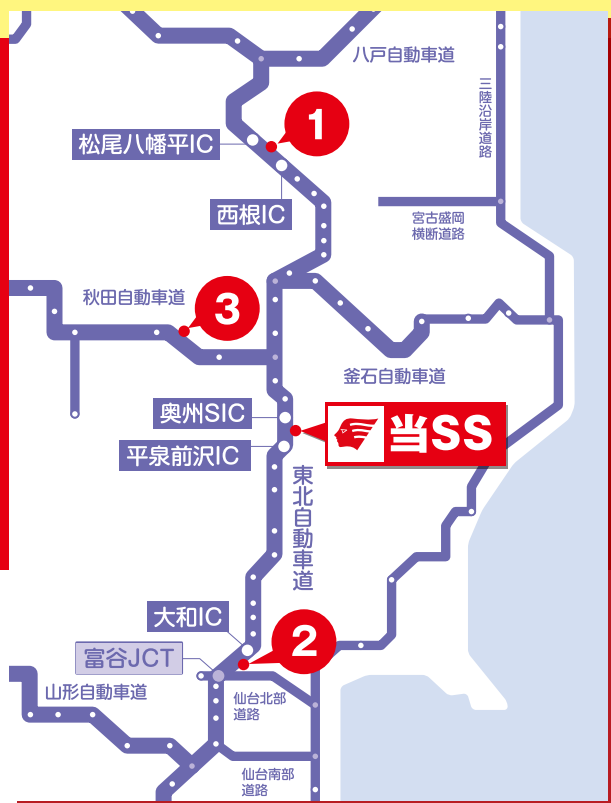 八戸自動車道
三陸沿岸道路
1
松尾八幡平IC
西根IC
宮古盛岡
横断道路
秋田自動車道
3
釜石自動車道
奥州SIC
当SS
平泉前沢IC
東北自動車道
大和IC
2
富谷JCT
山形自動車道
仙台北部
道路
仙台南部
道路